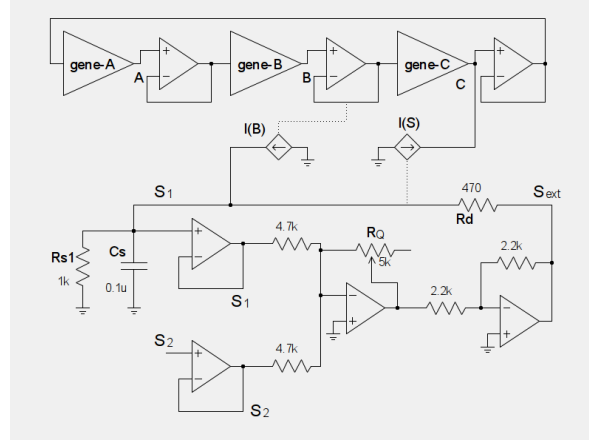 gene-A
A
gene-B
B
gene-C
C
I(B)
I(S)
S1
470
Sext
Rd
Rs1
1k
Cs
0.1u
4.7k
RQ
5k
2.2k
2.2k
S1
S2
4.7k
S2